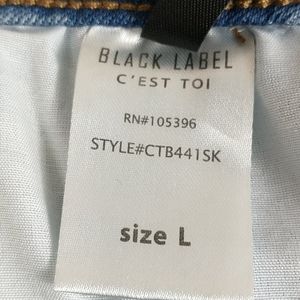 BLACK LABEL
C'EST TOI
RN#105396
STYLE#CTB441SK
size L